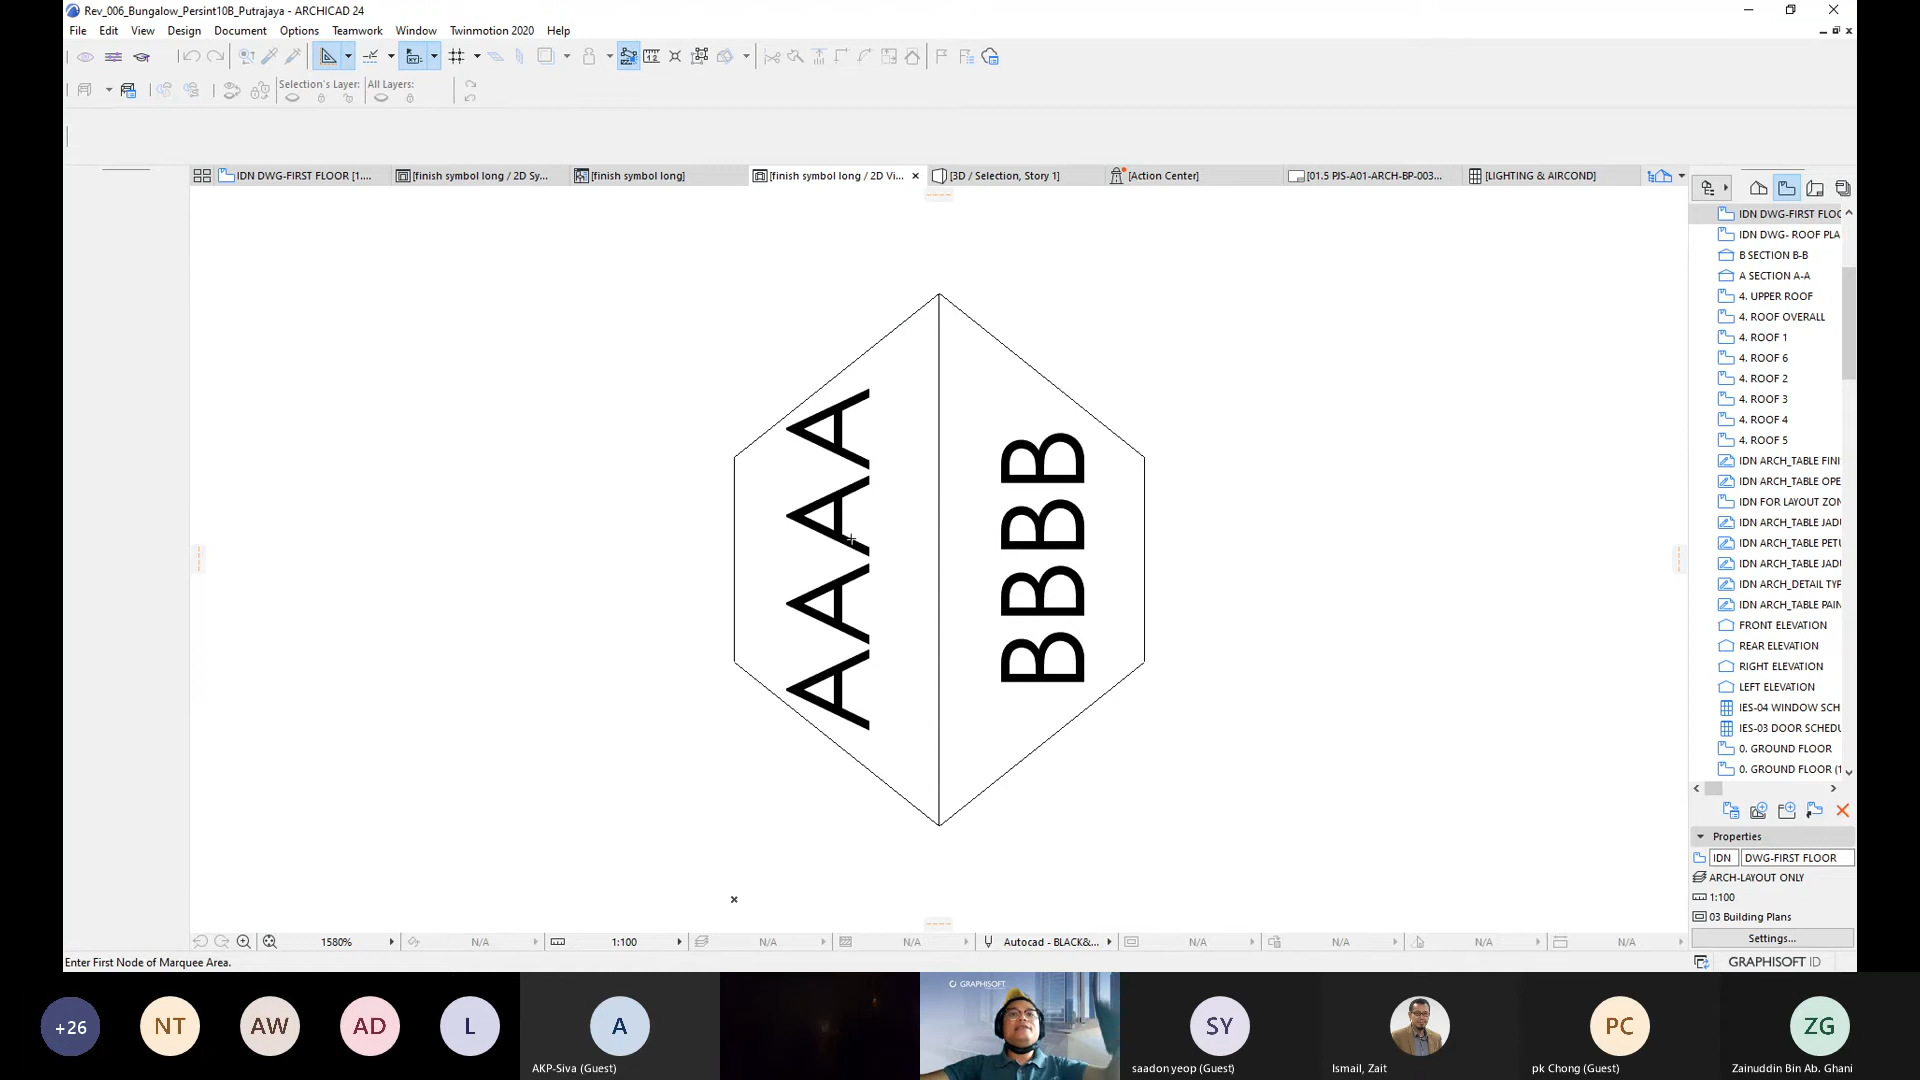 Rev_006_Bungalow_Persint10B_Putrajaya - ARCHICAD 24
File Edit View Design Document Options Teamwork Window Twinmotion 2020 Help
Selection's Layer: All Layers:
IDN DWG-FIRST FLOOR [1.... [finish symbol long / 2D Sy... [finish symbol long] [finish symbol long / 2D Vi... [3D / Selection, Story 1] [Action Center] [01.5 PJS-A01-ARCH-BP-003... [LIGHTING & AIRCOND]
IDN DWG-FIRST FLOO
IDN DWG- ROOF PLA
B SECTION B-B
A SECTION A-A
4. UPPER ROOF
4. ROOF OVERALL
4. ROOF 1
4. ROOF 6
4. ROOF 2
4. ROOF 3
4. ROOF 4
4. ROOF 5
IDN ARCH_TABLE FINI
IDN ARCH_TABLE OPE
IDN FOR LAYOUT ZON
IDN ARCH_TABLE JADU
IDN ARCH_TABLE PETU
IDN ARCH_TABLE JADU
IDN ARCH_DETAIL TYP
IDN ARCH_TABLE PAIN
FRONT ELEVATION
REAR ELEVATION
RIGHT ELEVATION
LEFT ELEVATION
IES-04 WINDOW SCH
IES-03 DOOR SCHEDU
0. GROUND FLOOR
0. GROUND FLOOR (1
AAAA
BBBB
Properties
IDN DWG-FIRST FLOOR
ARCH-LAYOUT ONLY
1:100
03 Building Plans
Settings...
1580% N/A 1:100 N/A N/A Autocad - BLACK&... N/A N/A N/A N/A
Enter First Node of Marquee Area.
GRAPHISOFT ID
+26 NT AW AD L A GRAPHISOFT SY PC ZG
AKP-Siva (Guest) saadon yeop (Guest) Ismail, Zait pk Chong (Guest) Zainuddin Bin Ab. Ghani